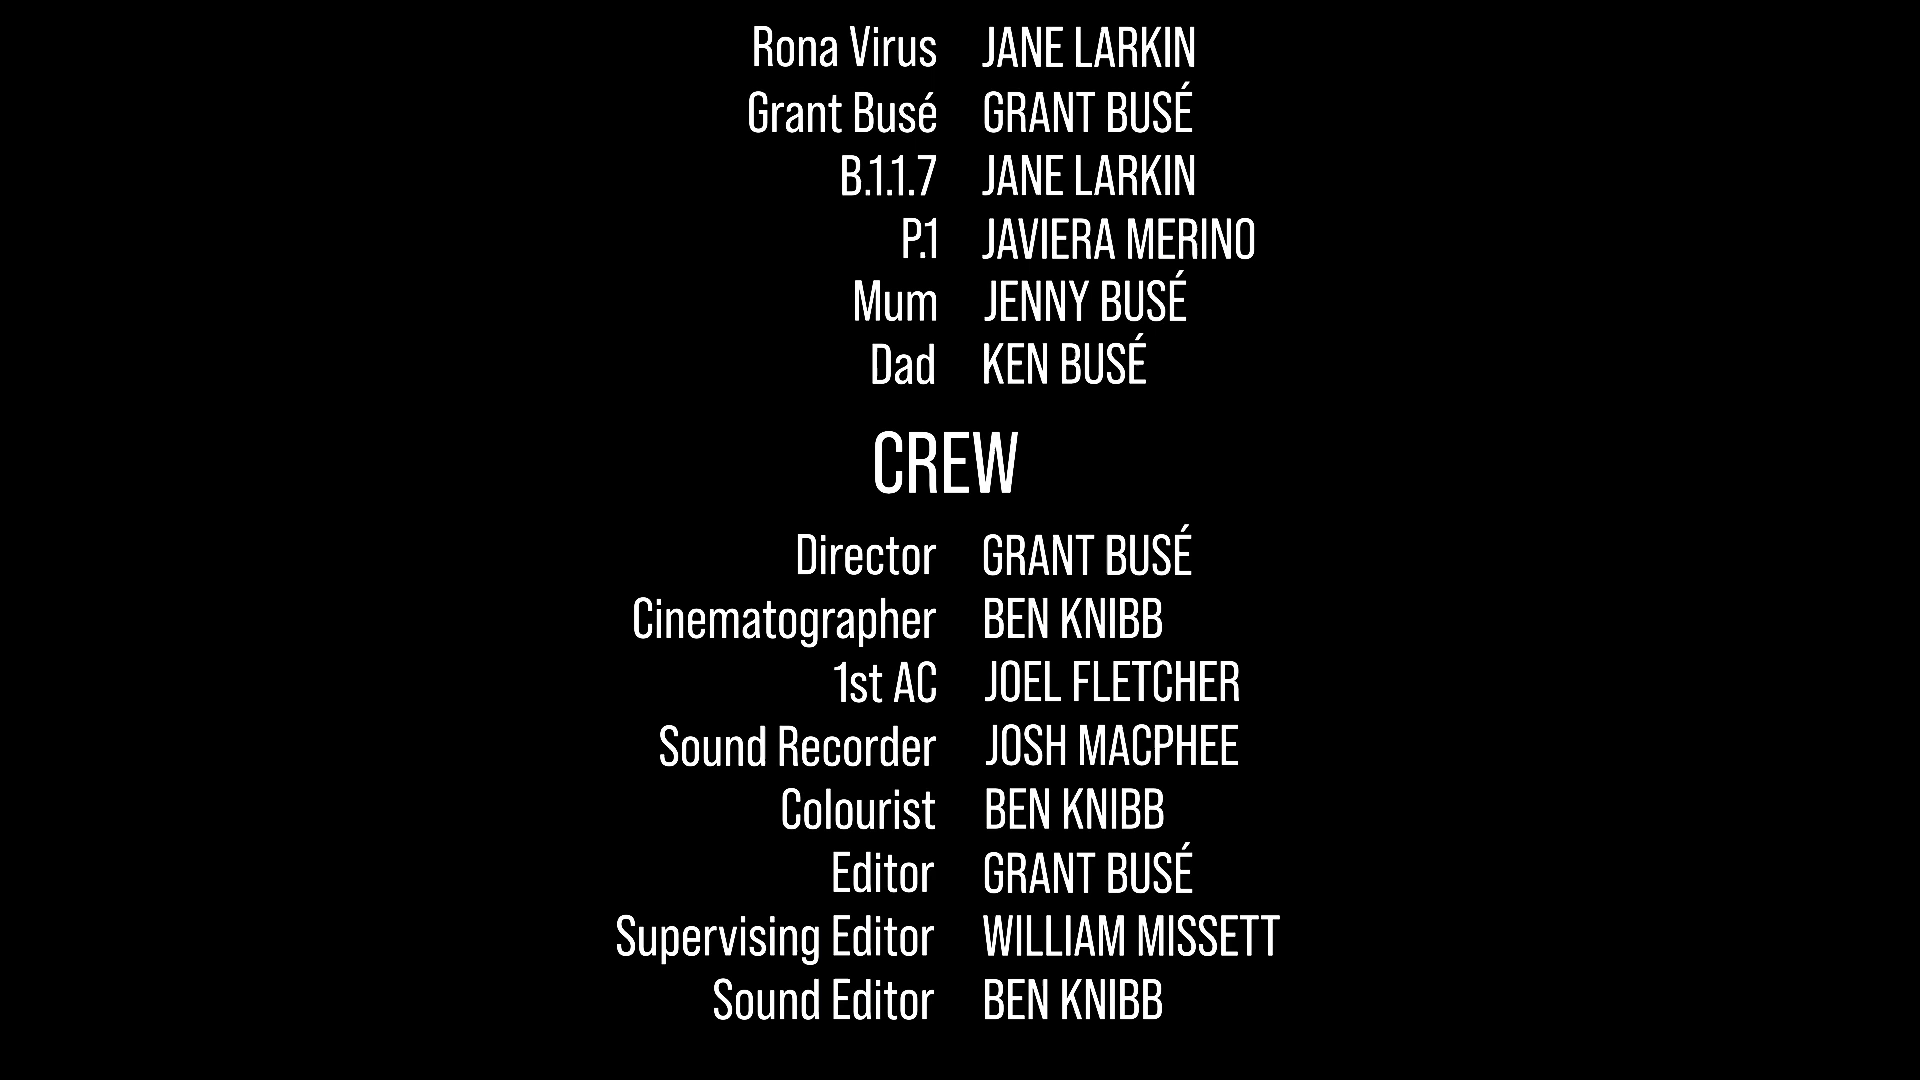 Rona Virus JANE LARKIN
Grant Busé GRANT BUSÉ
B.1.1.7 JANE LARKIN
P.1 JAVIERA MERINO
Mum JENNY BUSÉ
Dad KEN BUSÉ
CREW
Director GRANT BUSÉ
Cinematographer BEN KNIBB
1st AC JOEL FLETCHER
Sound Recorder JOSH MACPHEE
Colourist BEN KNIBB
Editor GRANT BUSÉ
Supervising Editor WILLIAM MISSETT
Sound Editor BEN KNIBB